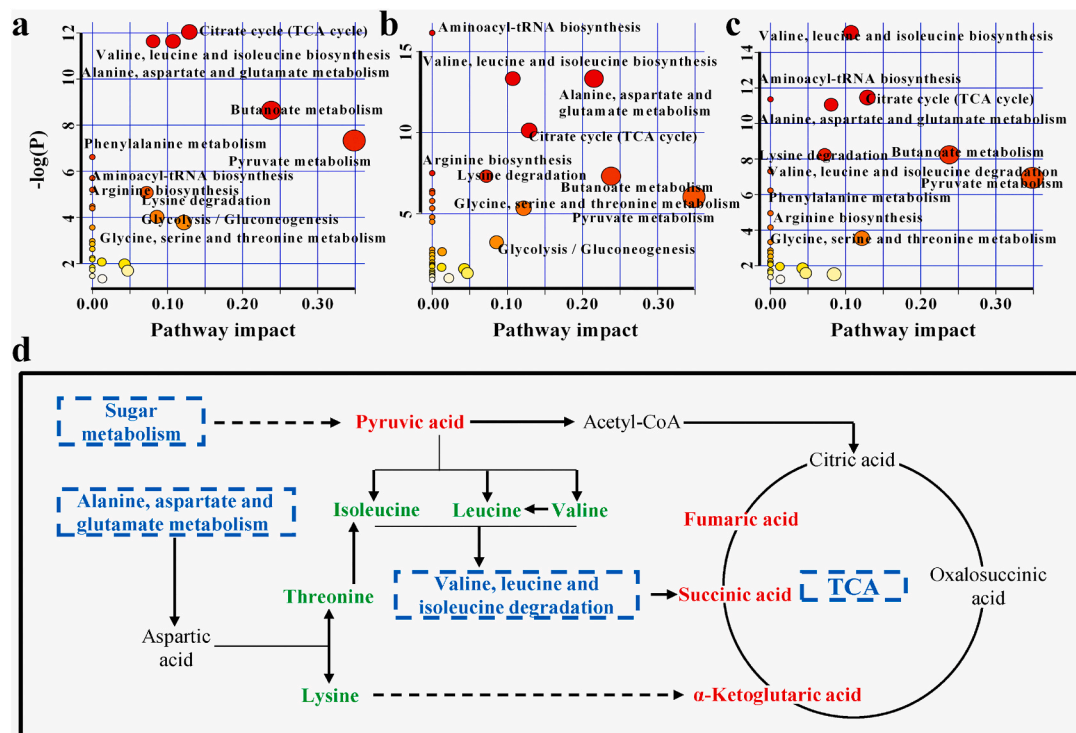 a
-log(P)
12
10
8
6
4
2
Citrate cycle (TCA cycle)
Valine, leucine and isoleucine biosynthesis
Alanine, aspartate and glutamate metabolism
Butanoate metabolism
Phenylalanine metabolism
Pyruvate metabolism
Aminoacyl-tRNA biosynthesis
Arginine biosynthesis
Lysine degradation
Glycolysis / Gluconeogenesis
Glycine, serine and threonine metabolism
0.00 0.10 0.20 0.30
Pathway impact
b
15
10
5
Aminoacyl-tRNA biosynthesis
Valine, leucine and isoleucine biosynthesis
Alanine, aspartate and
glutamate metabolism
Citrate cycle (TCA cycle)
Arginine biosynthesis
Lysine degradation
Butanoate metabolism
Glycine, serine and threonine metabolism
Pyruvate metabolism
Glycolysis / Gluconeogenesis
0.00 0.10 0.20 0.30
Pathway impact
c
14
12
10
8
6
4
2
Valine, leucine and isoleucine biosynthesis
Aminoacyl-tRNA biosynthesis
Citrate cycle (TCA cycle)
Alanine, aspartate and glutamate metabolism
Butanoate metabolism
Lysine degradation
Valine, leucine and isoleucine degradation
Pyruvate metabolism
Phenylalanine metabolism
Arginine biosynthesis
Glycine, serine and threonine metabolism
0.00 0.10 0.20 0.30
Pathway impact
d
Sugar
metabolism
Pyruvic acid
Acetyl-CoA
Citric acid
Alanine, aspartate and
glutamate metabolism
Isoleucine
Leucine
Valine
Fumaric acid
Threonine
Valine, leucine and
isoleucine degradation
Succinic acid
TCA
Oxalosuccinic
acid
Aspartic
acid
Lysine
α-Ketoglutaric acid